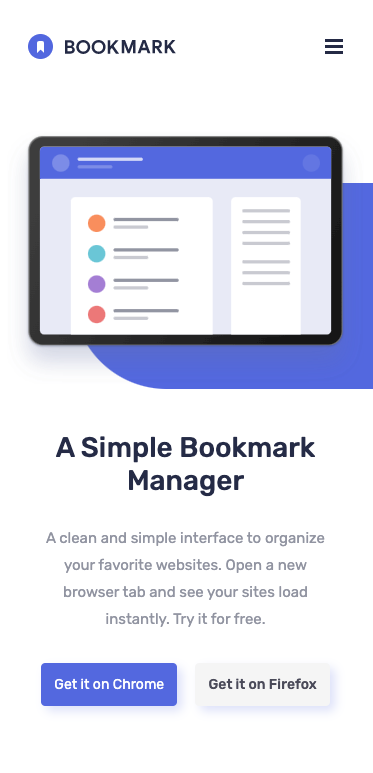 BOOKMARK
A Simple Bookmark
Manager
A clean and simple interface to organize
your favorite websites. Open a new
browser tab and see your sites load
instantly. Try it for free.
Get it on Chrome
Get it on Firefox